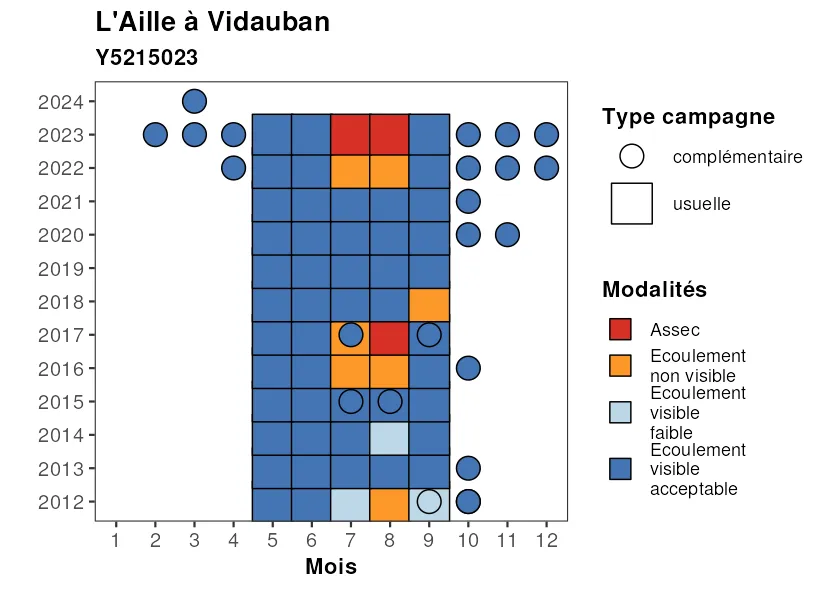 L'Aille à Vidauban
Y5215023
2024
2023
2022
2021
2020
2019
2018
2017
2016
2015
2014
2013
2012
1 2 3 4 5 6 7 8 9 10 11 12
Mois
Type campagne
complémentaire
usuelle
Modalités
Assec
Ecoulement
non visible
Ecoulement
visible
faible
Ecoulement
visible
acceptable